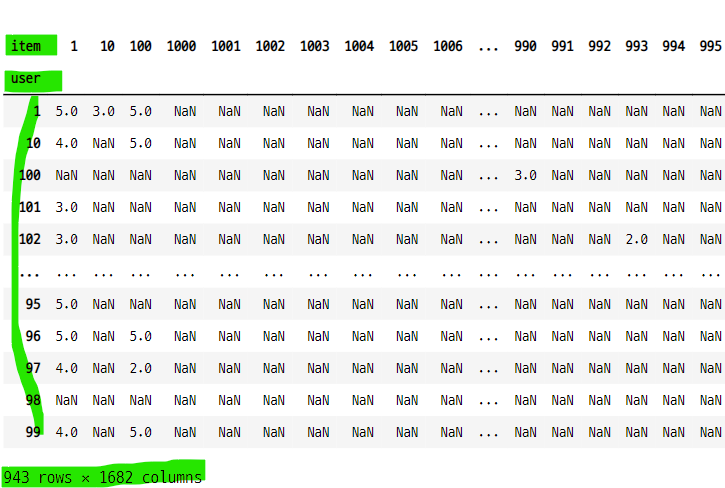 item 1 10 100 1000 1001 1002 1003 1004 1005 1006 ... 990 991 992 993 994 995
user
1 5.0 3.0 5.0 NaN NaN NaN NaN NaN NaN NaN ... NaN NaN NaN NaN NaN NaN
10 4.0 NaN 5.0 NaN NaN NaN NaN NaN NaN NaN ... NaN NaN NaN NaN NaN NaN
100 NaN NaN 5.0 NaN NaN NaN NaN NaN NaN NaN ... 3.0 NaN NaN NaN NaN NaN
101 3.0 NaN NaN NaN NaN NaN NaN NaN NaN NaN ... NaN NaN NaN NaN NaN NaN
102 3.0 NaN NaN NaN NaN NaN NaN NaN NaN NaN ... NaN NaN NaN 2.0 NaN NaN
... ... ... ... ... ... ... ... ... ... ... ... ... ... ... ... ... ...
95 5.0 NaN NaN NaN NaN NaN NaN NaN NaN NaN ... NaN NaN NaN NaN NaN NaN
96 5.0 NaN 5.0 NaN NaN NaN NaN NaN NaN NaN ... NaN NaN NaN NaN NaN NaN
97 4.0 NaN 2.0 NaN NaN NaN NaN NaN NaN NaN ... NaN NaN NaN NaN NaN NaN
98 NaN NaN NaN NaN NaN NaN NaN NaN NaN NaN ... NaN NaN NaN NaN NaN NaN
99 4.0 NaN 5.0 NaN NaN NaN NaN NaN NaN NaN ... NaN NaN NaN NaN NaN NaN
943 rows × 1682 columns